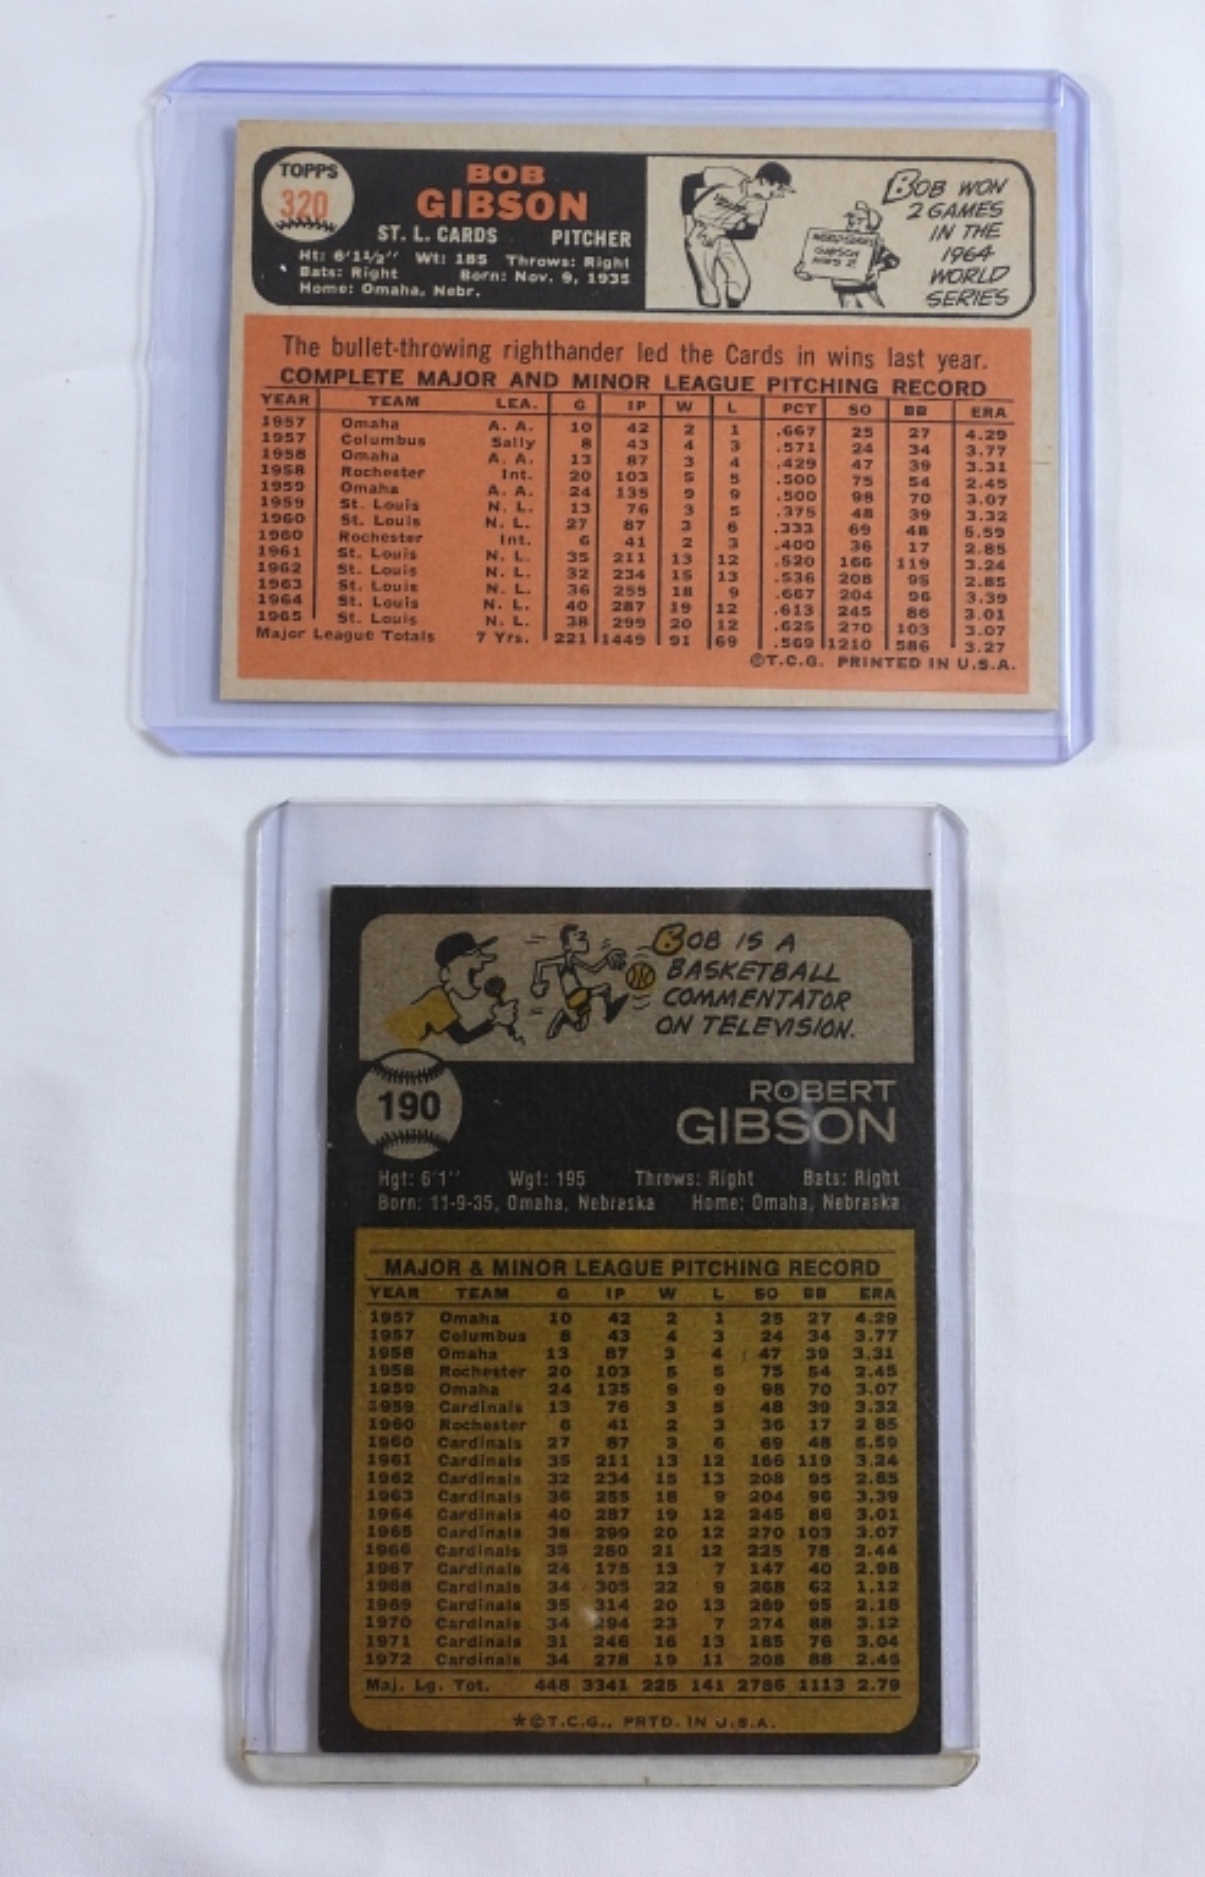 TOPPS
320
BOB
GIBSON
ST. L. CARDS PITCHER
Ht: 6'1½" Wt: 185 Throws: Right
Bats: Right Born: Nov. 9, 1935
Home: Omaha, Nebr.
WORLD SERIES
GIBSON
WINS 2
BOB WON
2 GAMES
IN THE
1964
WORLD
SERIES
The bullet-throwing righthander led the Cards in wins last year.
COMPLETE MAJOR AND MINOR LEAGUE PITCHING RECORD
YEAR TEAM LEA. G IP W L PCT SO BB ERA
1957 Omaha A. A. 10 42 2 1 .667 25 27 4.29
1957 Columbus Sally 8 43 4 3 .571 24 34 3.77
1958 Omaha A. A. 13 87 3 4 .429 47 39 3.31
1958 Rochester Int. 20 103 5 5 .500 75 54 2.45
1959 Omaha A. A. 24 135 9 9 .500 98 70 3.07
1959 St. Louis N. L. 13 76 3 5 .375 48 39 3.32
1960 St. Louis N. L. 27 87 3 6 .333 69 48 5.59
1960 Rochester Int. 6 41 2 3 .400 36 17 2.85
1961 St. Louis N. L. 35 211 13 12 .520 166 119 3.24
1962 St. Louis N. L. 32 234 15 13 .536 208 95 2.85
1963 St. Louis N. L. 36 255 18 9 .667 204 96 3.39
1964 St. Louis N. L. 40 287 19 12 .613 245 86 3.01
1965 St. Louis N. L. 38 299 20 12 .625 270 103 3.07
Major League Totals 7 Yrs. 221 1449 91 69 .569 1210 586 3.27
©T.C.G. PRINTED IN U.S.A.
BOB IS A
BASKETBALL
COMMENTATOR
ON TELEVISION.
190
ROBERT
GIBSON
Hgt: 6'1" Wgt: 195 Throws: Right Bats: Right
Born: 11-9-35, Omaha, Nebraska Home: Omaha, Nebraska
MAJOR & MINOR LEAGUE PITCHING RECORD
YEAR TEAM G IP W L SO BB ERA
1957 Omaha 10 42 2 1 25 27 4.29
1957 Columbus 8 43 4 3 24 34 3.77
1958 Omaha 13 87 3 4 47 39 3.31
1958 Rochester 20 103 5 5 75 54 2.45
1959 Omaha 24 135 9 9 98 70 3.07
1959 Cardinals 13 76 3 5 48 39 3.32
1960 Rochester 6 41 2 3 36 17 2.85
1960 Cardinals 27 87 3 6 69 48 5.59
1961 Cardinals 35 211 13 12 166 119 3.24
1962 Cardinals 32 234 15 13 208 95 2.85
1963 Cardinals 36 255 18 9 204 96 3.39
1964 Cardinals 40 287 19 12 245 86 3.01
1965 Cardinals 38 299 20 12 270 103 3.07
1966 Cardinals 35 280 21 12 225 78 2.44
1967 Cardinals 24 175 13 7 147 40 2.98
1968 Cardinals 34 305 22 9 268 62 1.12
1969 Cardinals 35 314 20 13 269 95 2.18
1970 Cardinals 34 294 23 7 274 88 3.12
1971 Cardinals 31 246 16 13 185 76 3.04
1972 Cardinals 34 278 19 11 208 88 2.46
Maj. Lg. Tot. 448 3341 225 141 2786 1113 2.79
★©T.C.G., PRTD. IN U.S.A.